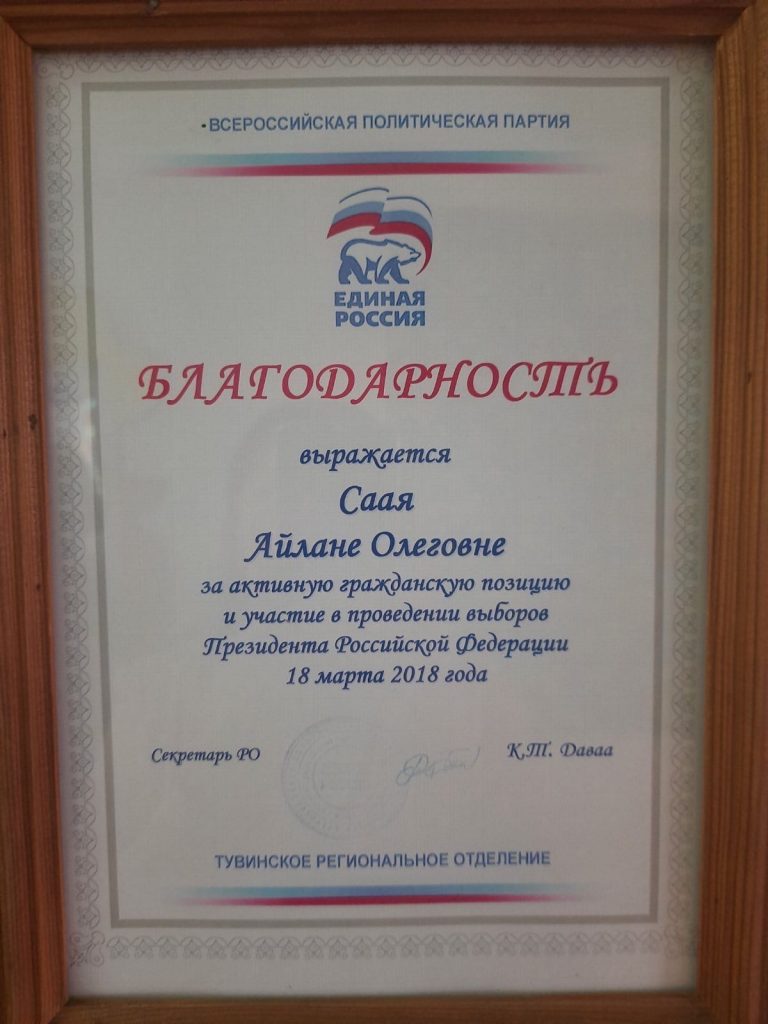 ВСЕРОССИЙСКАЯ ПОЛИТИЧЕСКАЯ ПАРТИЯ
ЕДИНАЯ
РОССИЯ
БЛАГОДАРНОСТЬ
выражается
Саая
Айлане Олеговне
за активную гражданскую позицию
и участие в проведении выборов
Президента Российской Федерации
18 марта 2018 года
Секретарь РО К.Т. Даваа
ТУВИНСКОЕ РЕГИОНАЛЬНОЕ ОТДЕЛЕНИЕ